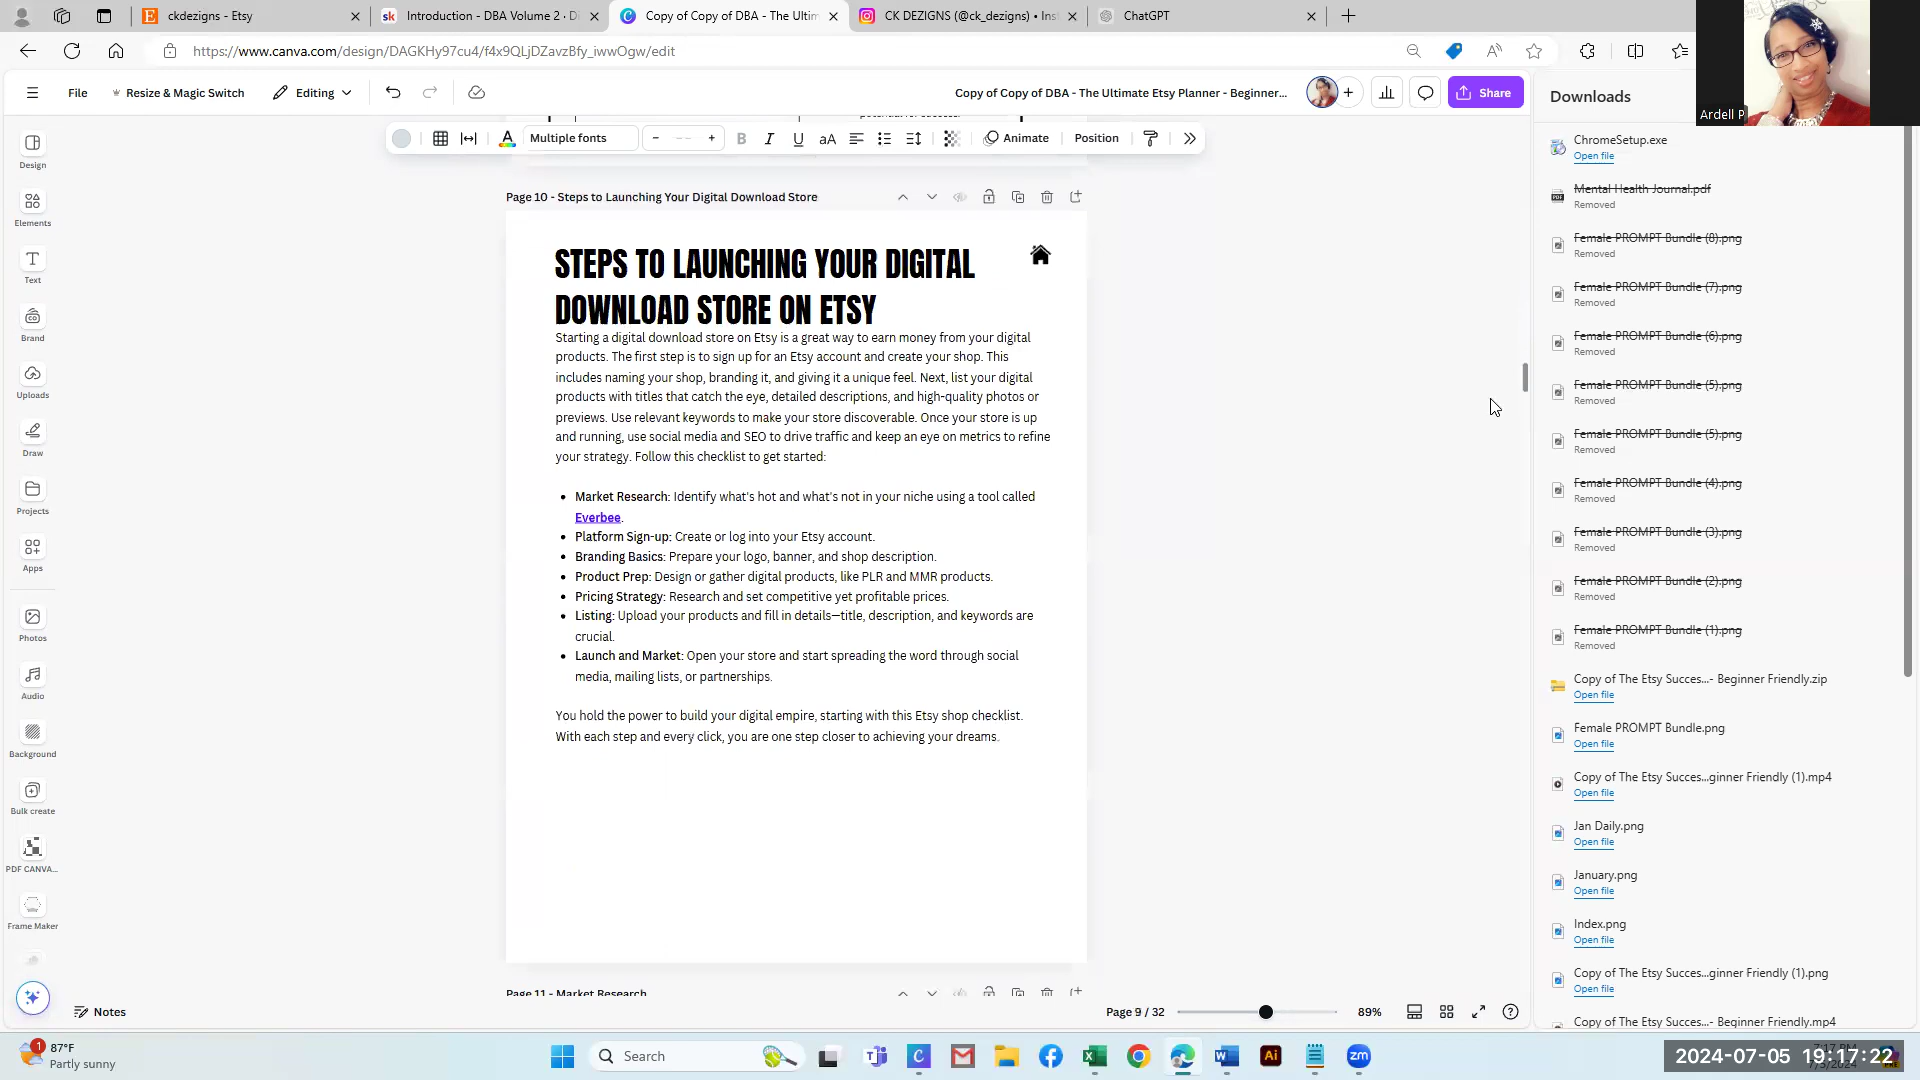 ckdezigns - Etsy
Introduction - DBA Volume 2 · D
Copy of Copy of DBA - The Ultim
CK DEZIGNS (@ck_dezigns) • Ins
ChatGPT
https://www.canva.com/design/DAGKHy97cu4/f4x9QLjDZavzBfy_iwwOgw/edit
File
Resize & Magic Switch
Editing
Copy of Copy of DBA - The Ultimate Etsy Planner - Beginner...
Share
Downloads
Ardell P
Multiple fonts
Animate
Position
Design
Elements
Text
Brand
Uploads
Draw
Projects
Apps
Photos
Audio
Background
Bulk create
PDF CANVA...
Frame Maker
Page 10 - Steps to Launching Your Digital Download Store
STEPS TO LAUNCHING YOUR DIGITAL
DOWNLOAD STORE ON ETSY
Starting a digital download store on Etsy is a great way to earn money from your digital
products. The first step is to sign up for an Etsy account and create your shop. This
includes naming your shop, branding it, and giving it a unique feel. Next, list your digital
products with titles that catch the eye, detailed descriptions, and high-quality photos or
previews. Use relevant keywords to make your store discoverable. Once your store is up
and running, use social media and SEO to drive traffic and keep an eye on metrics to refine
your strategy. Follow this checklist to get started:
• Market Research: Identify what's hot and what's not in your niche using a tool called
Everbee.
• Platform Sign-up: Create or log into your Etsy account.
• Branding Basics: Prepare your logo, banner, and shop description.
• Product Prep: Design or gather digital products, like PLR and MMR products.
• Pricing Strategy: Research and set competitive yet profitable prices.
• Listing: Upload your products and fill in details—title, description, and keywords are
crucial.
• Launch and Market: Open your store and start spreading the word through social
media, mailing lists, or partnerships.
You hold the power to build your digital empire, starting with this Etsy shop checklist.
With each step and every click, you are one step closer to achieving your dreams.
Page 11 - Market Research
Notes
Page 9 / 32
89%
ChromeSetup.exe
Open file
Mental Health Journal.pdf
Removed
Female PROMPT Bundle (8).png
Removed
Female PROMPT Bundle (7).png
Removed
Female PROMPT Bundle (6).png
Removed
Female PROMPT Bundle (5).png
Removed
Female PROMPT Bundle (5).png
Removed
Female PROMPT Bundle (4).png
Removed
Female PROMPT Bundle (3).png
Removed
Female PROMPT Bundle (2).png
Removed
Female PROMPT Bundle (1).png
Removed
Copy of The Etsy Succes...- Beginner Friendly.zip
Open file
Female PROMPT Bundle.png
Open file
Copy of The Etsy Succes...ginner Friendly (1).mp4
Open file
Jan Daily.png
Open file
January.png
Open file
Index.png
Open file
Copy of The Etsy Succes...ginner Friendly (1).png
Open file
Copy of The Etsy Succes...- Beginner Friendly.mp4
1
87°F
Partly sunny
Search
Ai
zm
2024-07-05 19:17:22